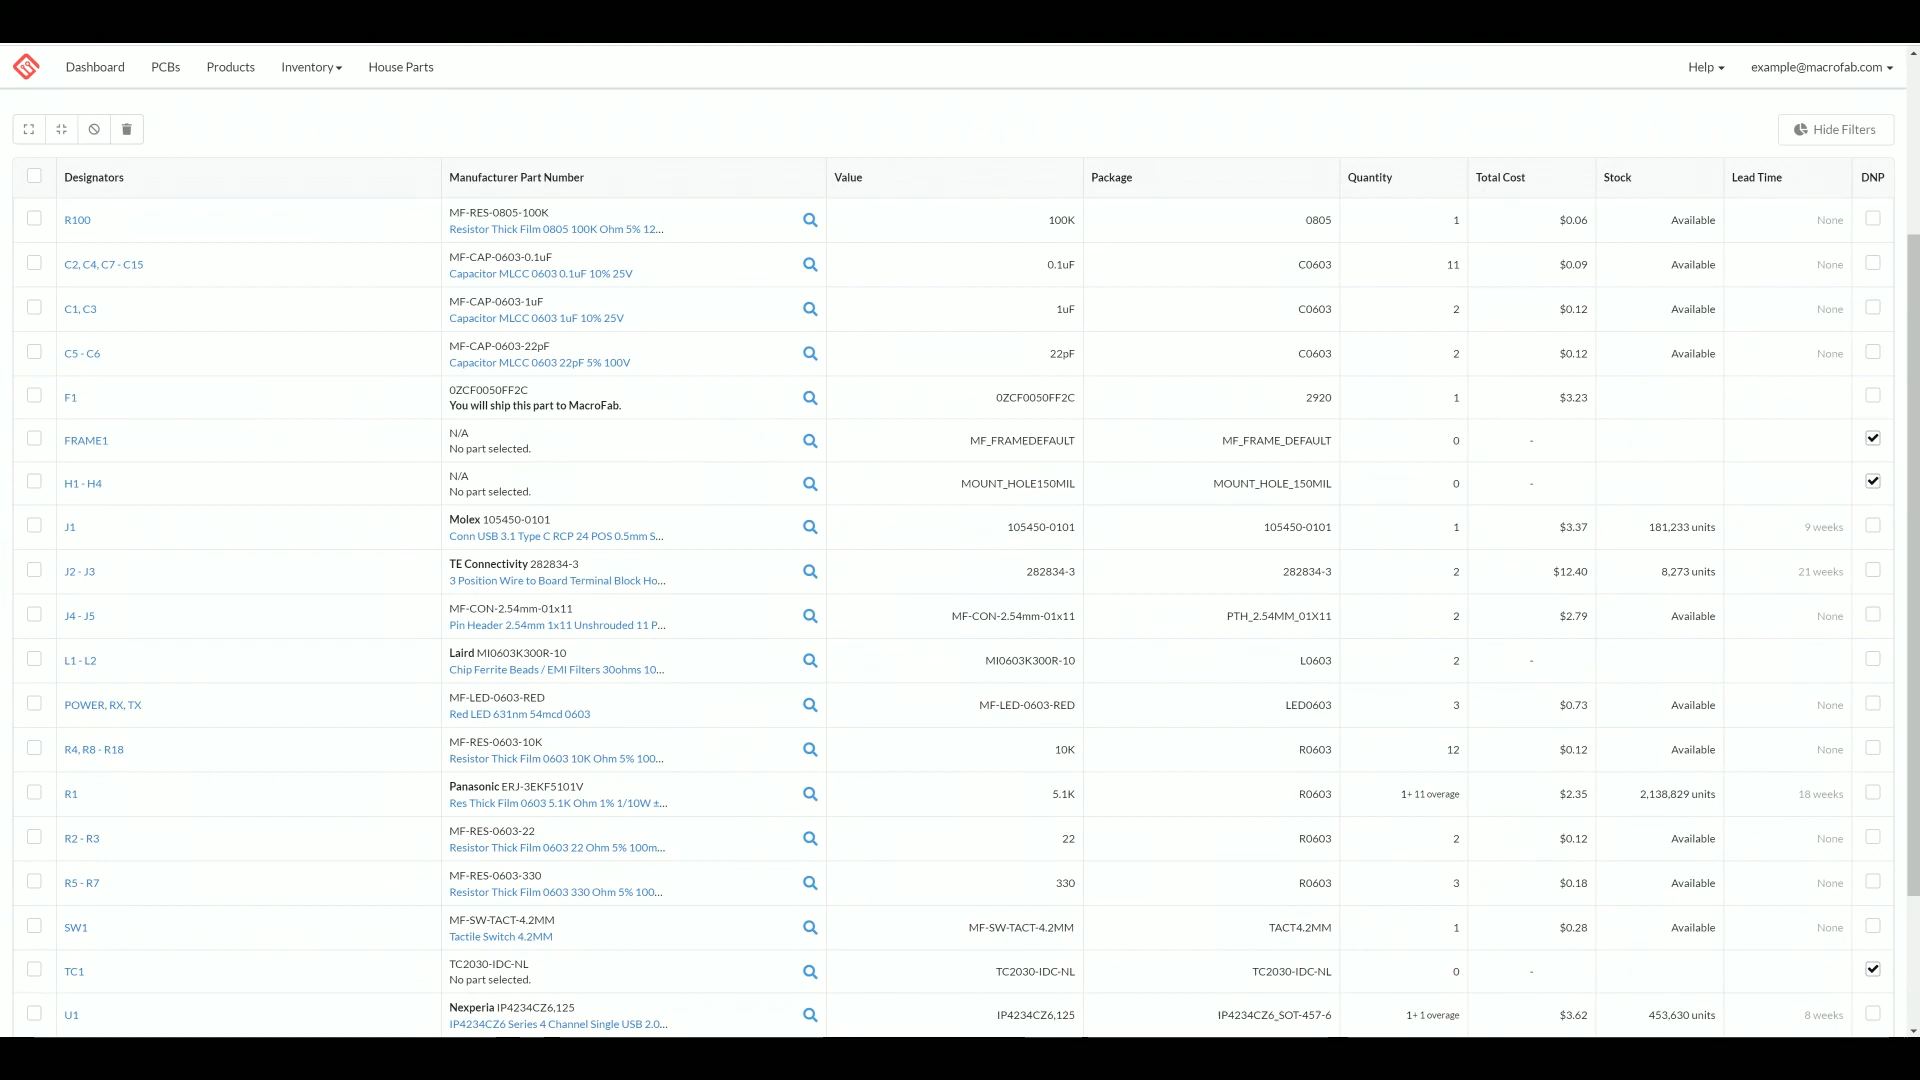 Dashboard PCBs Products Inventory House Parts Help example@macrofab.com
Hide Filters
Designators Manufacturer Part Number Value Package Quantity Total Cost Stock Lead Time DNP
R100 MF-RES-0805-100K 100K 0805 1 $0.06 Available None
Resistor Thick Film 0805 100K Ohm 5% 12...
C2, C4, C7 - C15 MF-CAP-0603-0.1uF 0.1uF C0603 11 $0.09 Available None
Capacitor MLCC 0603 0.1uF 10% 25V
C1, C3 MF-CAP-0603-1uF 1uF C0603 2 $0.12 Available None
Capacitor MLCC 0603 1uF 10% 25V
C5 - C6 MF-CAP-0603-22pF 22pF C0603 2 $0.12 Available None
Capacitor MLCC 0603 22pF 5% 100V
F1 0ZCF0050FF2C 0ZCF0050FF2C 2920 1 $3.23
You will ship this part to MacroFab.
FRAME1 N/A MF_FRAMEDEFAULT MF_FRAME_DEFAULT 0 -
No part selected.
H1 - H4 N/A MOUNT_HOLE150MIL MOUNT_HOLE_150MIL 0 -
No part selected.
J1 Molex 105450-0101 105450-0101 105450-0101 1 $3.37 181,233 units 9 weeks
Conn USB 3.1 Type C RCP 24 POS 0.5mm S...
J2 - J3 TE Connectivity 282834-3 282834-3 282834-3 2 $12.40 8,273 units 21 weeks
3 Position Wire to Board Terminal Block Ho...
J4 - J5 MF-CON-2.54mm-01x11 MF-CON-2.54mm-01x11 PTH_2.54MM_01X11 2 $2.79 Available None
Pin Header 2.54mm 1x11 Unshrouded 11 P...
L1 - L2 Laird MI0603K300R-10 MI0603K300R-10 L0603 2 -
Chip Ferrite Beads / EMI Filters 30ohms 10...
POWER, RX, TX MF-LED-0603-RED MF-LED-0603-RED LED0603 3 $0.73 Available None
Red LED 631nm 54mcd 0603
R4, R8 - R18 MF-RES-0603-10K 10K R0603 12 $0.12 Available None
Resistor Thick Film 0603 10K Ohm 5% 100...
R1 Panasonic ERJ-3EKF5101V 5.1K R0603 1+ 11 overage $2.35 2,138,829 units 18 weeks
Res Thick Film 0603 5.1K Ohm 1% 1/10W ±...
R2 - R3 MF-RES-0603-22 22 R0603 2 $0.12 Available None
Resistor Thick Film 0603 22 Ohm 5% 100m...
R5 - R7 MF-RES-0603-330 330 R0603 3 $0.18 Available None
Resistor Thick Film 0603 330 Ohm 5% 100...
SW1 MF-SW-TACT-4.2MM MF-SW-TACT-4.2MM TACT4.2MM 1 $0.28 Available None
Tactile Switch 4.2MM
TC1 TC2030-IDC-NL TC2030-IDC-NL TC2030-IDC-NL 0 -
No part selected.
U1 Nexperia IP4234CZ6,125 IP4234CZ6,125 IP4234CZ6_SOT-457-6 1+ 1 overage $3.62 453,630 units 8 weeks
IP4234CZ6 Series 4 Channel Single USB 2.0...